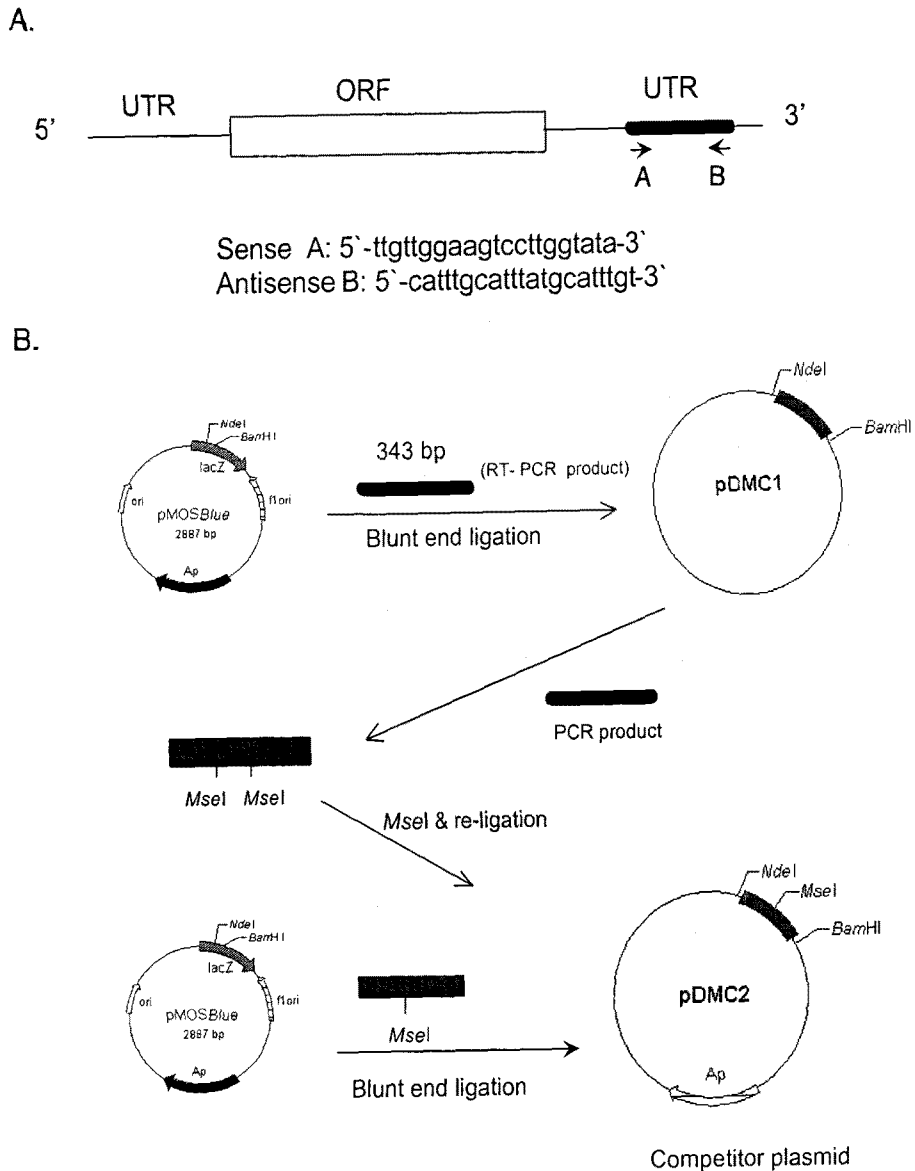 A.
UTR
ORF
UTR
5'
3'
A
B
Sense A: 5`-ttgttggaagtccttggtata-3`
Antisense B: 5`-catttgcatttatgcatttgt-3`
B.
NdeI
BamHI
lacZ
ori
f1ori
pMOSBlue
2887 bp
Ap
343 bp
(RT- PCR product)
Blunt end ligation
NdeI
BamHI
pDMC1
PCR product
MseI MseI
MseI & re-ligation
NdeI
BamHI
lacZ
ori
f1ori
pMOSBlue
2887 bp
Ap
MseI
Blunt end ligation
NdeI
MseI
BamHI
pDMC2
Ap
Competitor plasmid